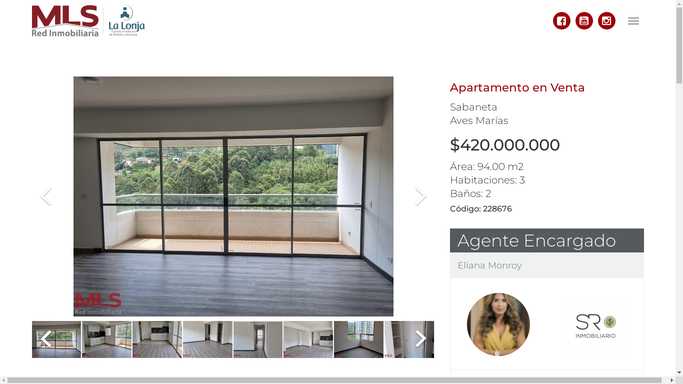 MLS
Red Inmobiliaria
La Lonja
Apartamento en Venta
Sabaneta
Aves Marías
$420.000.000
Área: 94.00 m2
Habitaciones: 3
Baños: 2
Código: 228676
MLS
Red Inmobiliaria
Agente Encargado
Eliana Monroy
SR
INMOBILIARIO